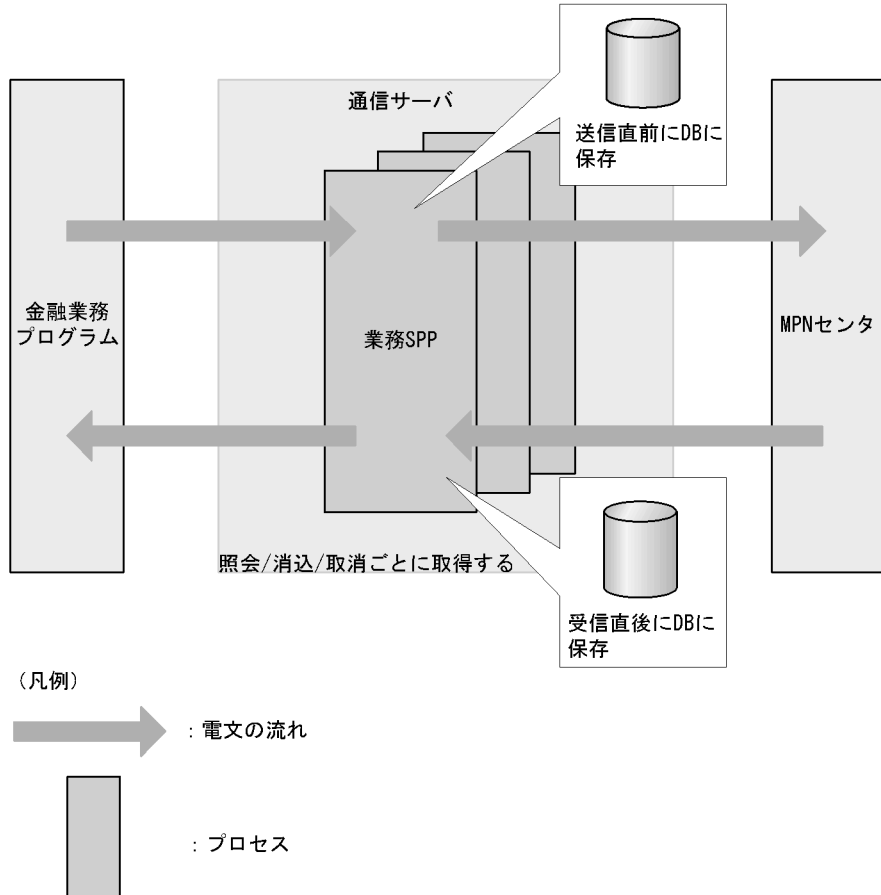 通信サーバ
送信直前にDBに
保存
金融業務
プログラム
業務SPP
MPNセンタ
照会/消込/取消ごとに取得する
受信直後にDBに
保存
（凡例）
：電文の流れ
：プロセス